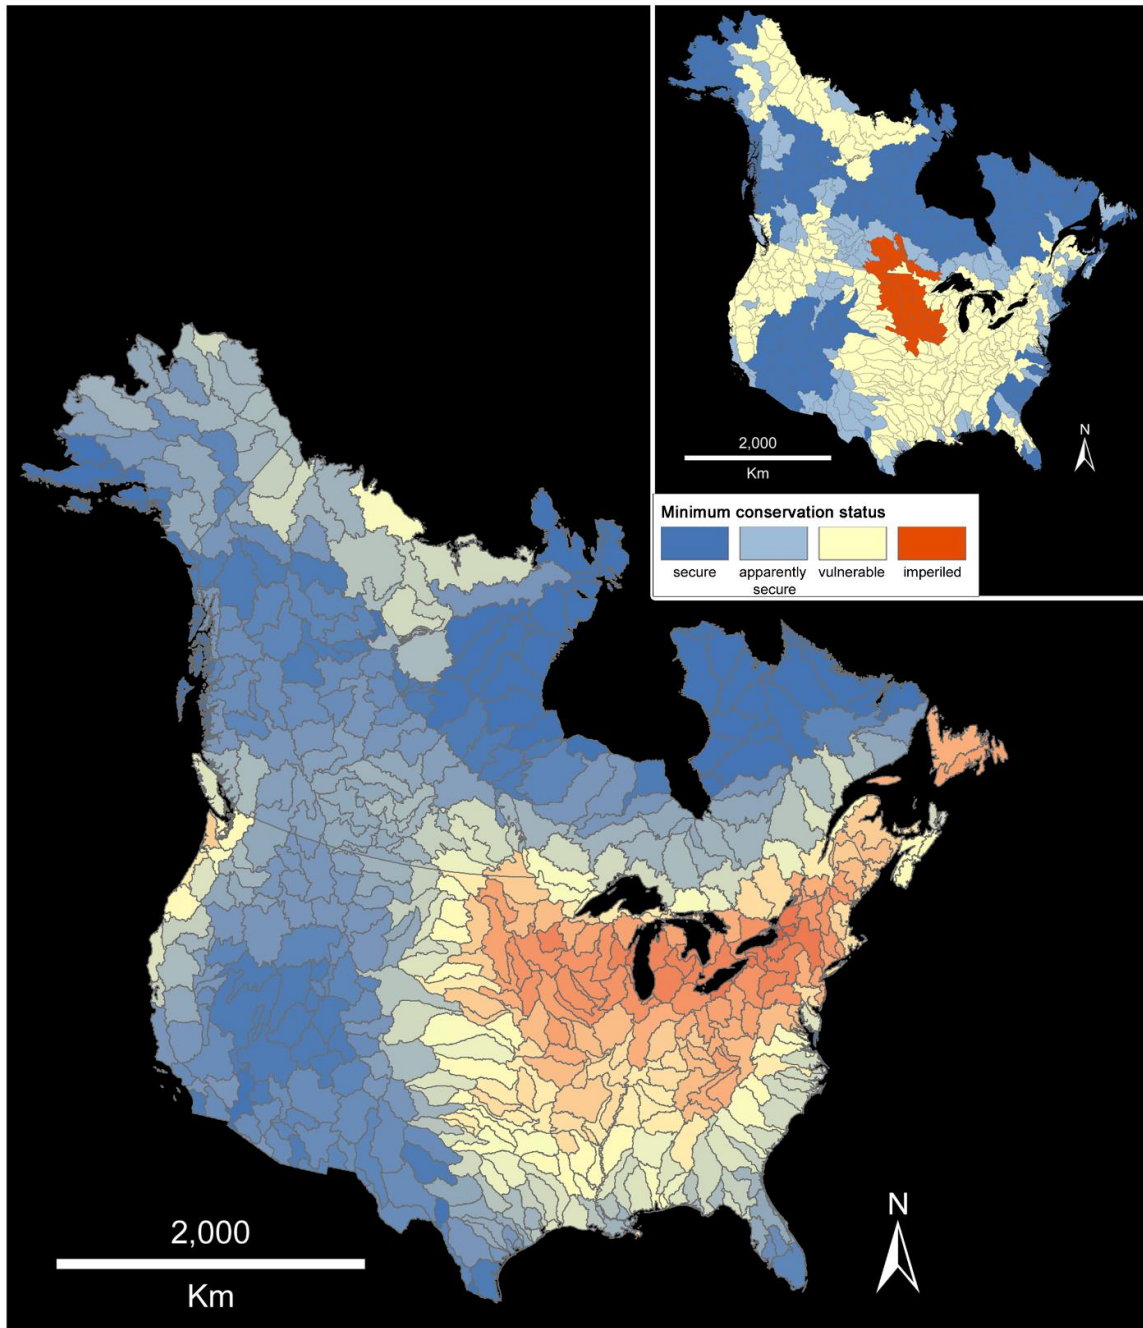 N
2,000
Km
Minimum conservation status
secure
apparently
secure
vulnerable
imperiled
N
2,000
Km